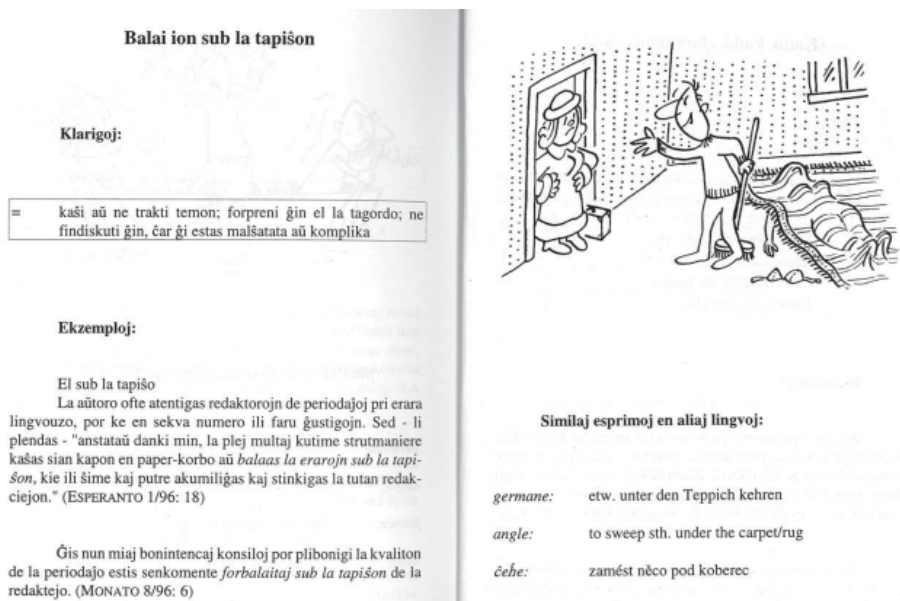 Balai ion sub la tapiŝon
Klarigoj:
= kaŝi aŭ ne trakti temon; forpreni ĝin el la tagordo; ne
findiskuti ĝin, ĉar ĝi estas malŝatata aŭ komplika
Ekzemploj:
El sub la tapiŝo
La aŭtoro ofte atentigas redaktorojn de periodaĵoj pri erara
lingvouzo, por ke en sekva numero ili faru ĝustigojn. Sed - li
plendas - "anstataŭ danki min, la plej multaj kutime strutmaniere
kaŝas sian kapon en paper-korbo aŭ balaas la erarojn sub la tapi-
ŝon, kie ili ŝime kaj putre akumiliĝas kaj stinkigas la tutan redak-
ciejon." (ESPERANTO 1/96: 18)
Ĝis nun miaj bonintencaj konsiloj por plibonigi la kvaliton
de la periodaĵo estis senkomente forbalaitaj sub la tapiŝon de la
redaktejo. (MONATO 8/96: 6)
Similaj esprimoj en aliaj lingvoj:
germane: etw. unter den Teppich kehren
angle: to sweep sth. under the carpet/rug
ĉeĥe: zamést něco pod koberec